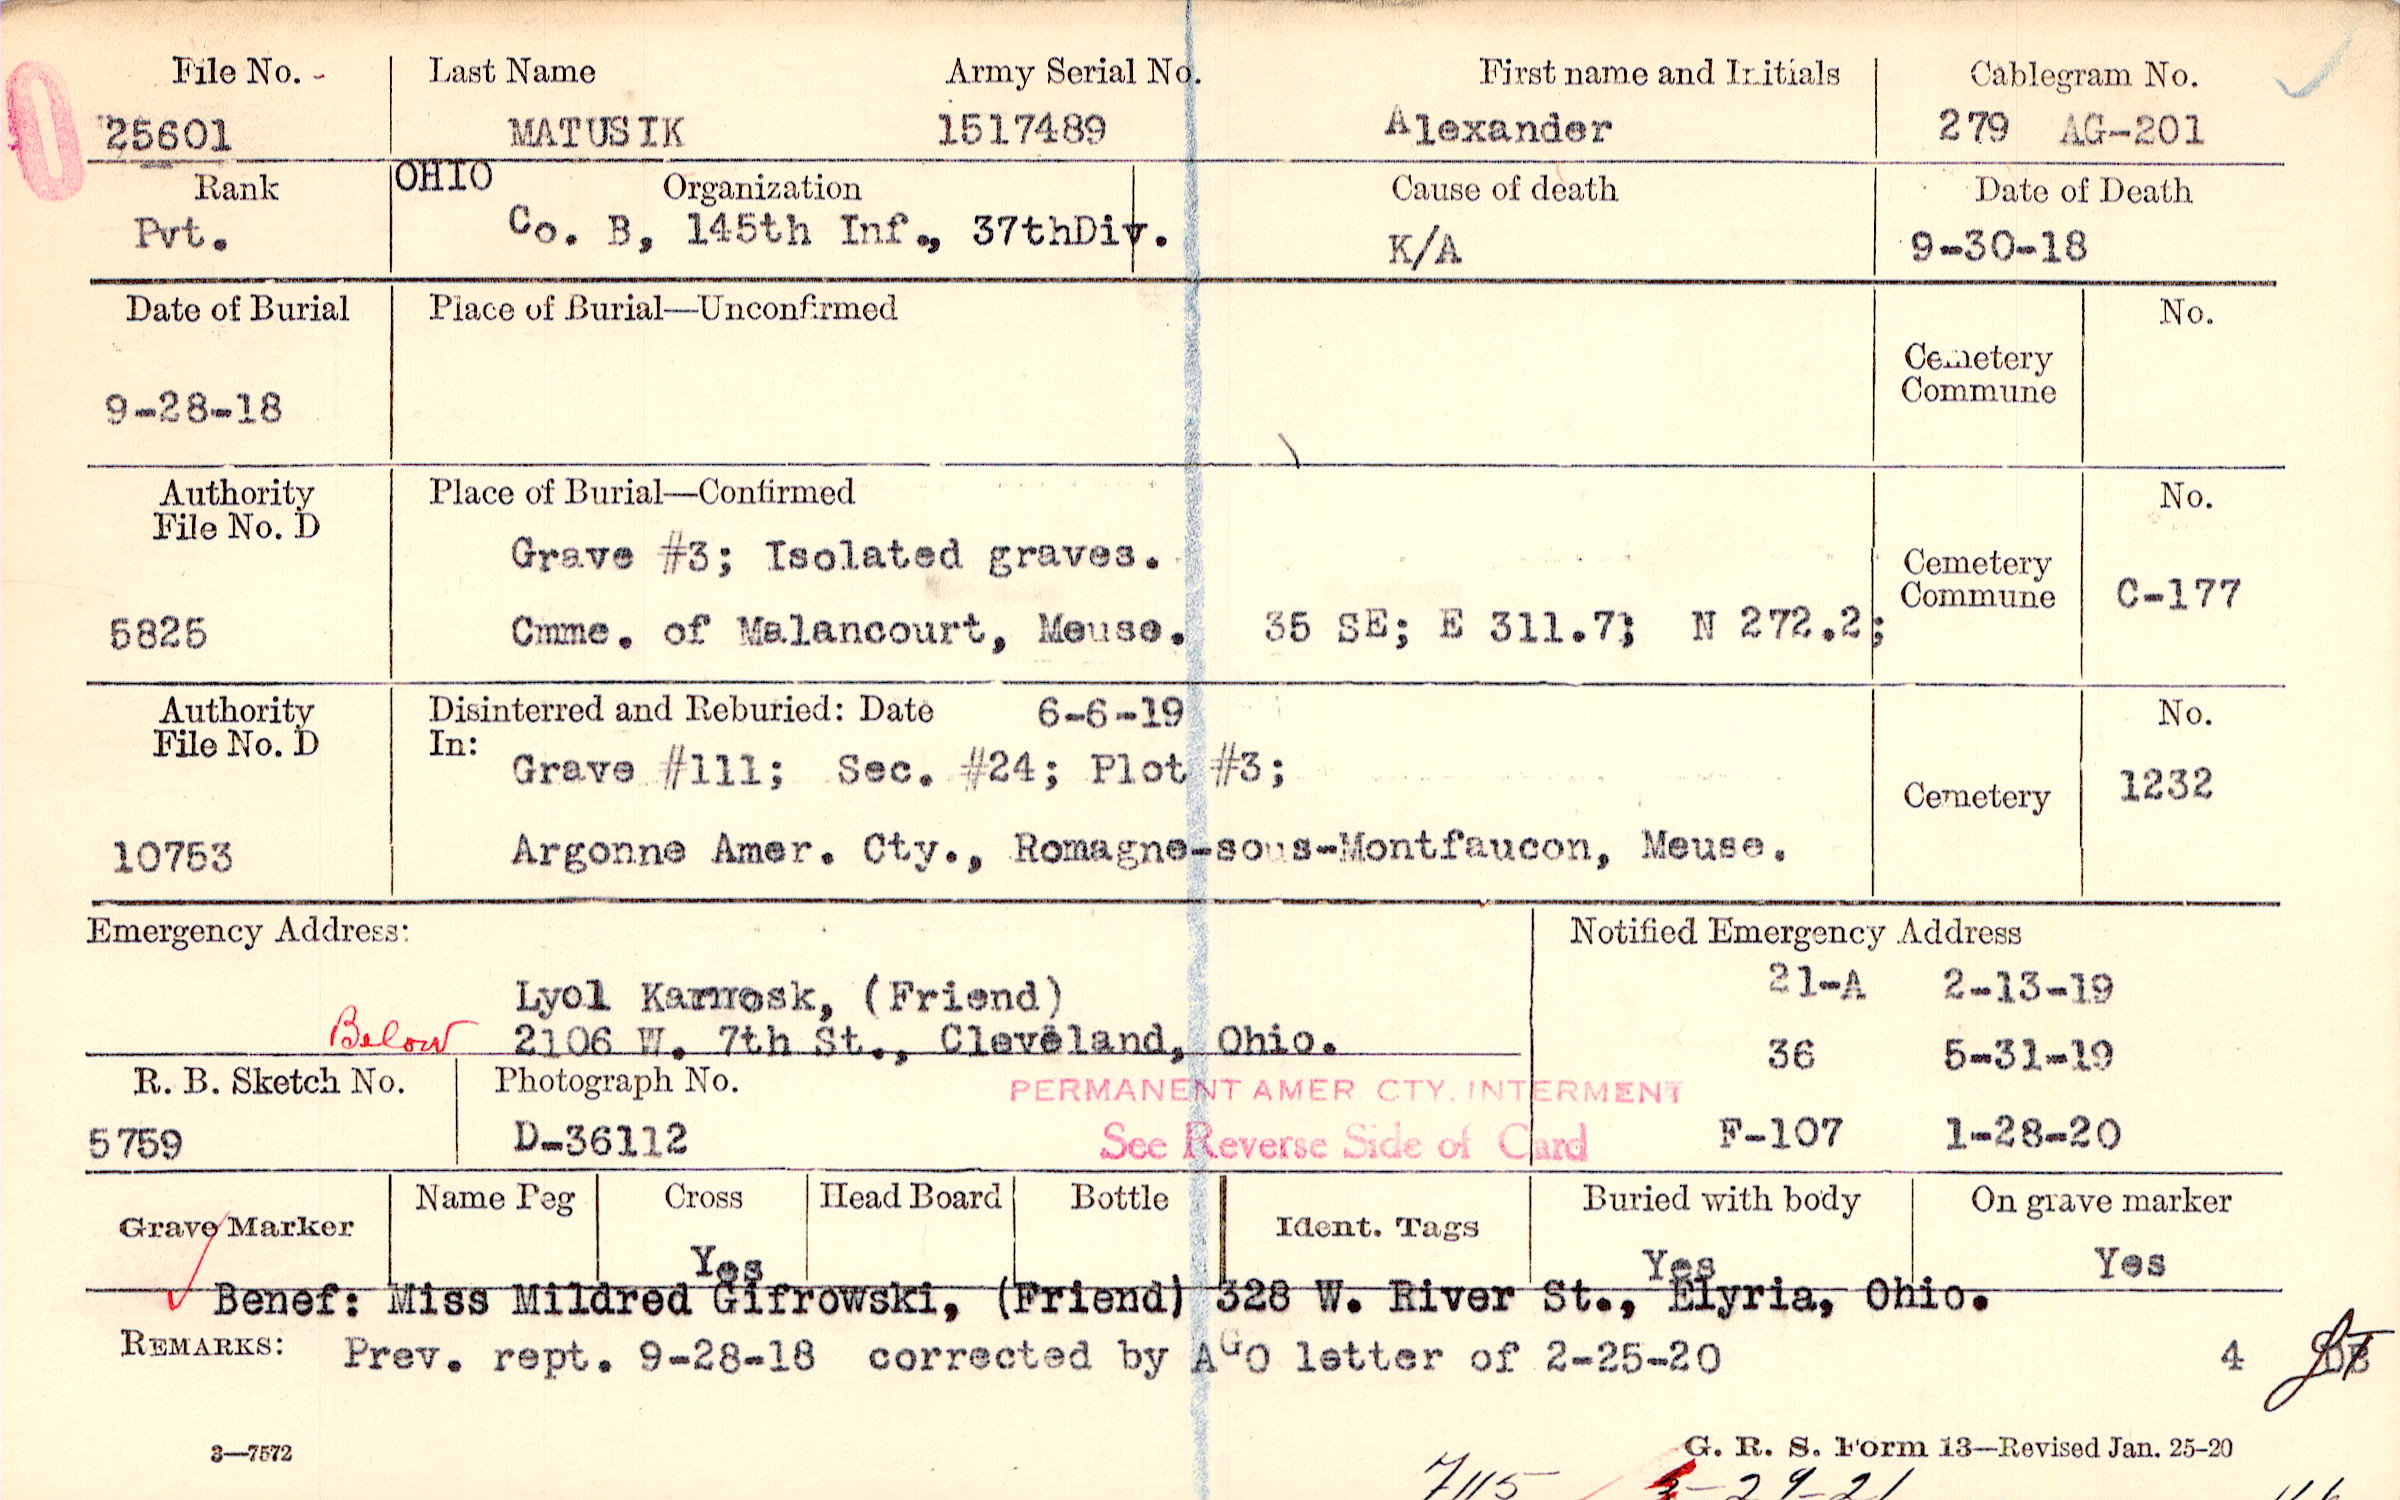 File No. Last Name Army Serial No. First name and Initials Cablegram No.
25601 MATUSIK 1517489 Alexander 279 AG-201
OHIO
Rank Organization Cause of death Date of Death
Pvt. Co. B, 145th Inf., 37thDiv. K/A 9-30-18
Date of Burial Place of Burial—Unconfirmed No.
Cemetery
Commune
9-28-18
Authority Place of Burial—Confirmed No.
File No. D
Grave #3; Isolated graves.
Cemetery
Commune C-177
5825 Cmme. of Malancourt, Meuse. 35 SE; E 311.7; N 272.2;
Authority Disinterred and Reburied: Date 6-6-19 No.
File No. D In:
Grave #111; Sec. #24; Plot #3;
Cemetery 1232
10753 Argonne Amer. Cty., Romagne-sous-Montfaucon, Meuse.
Emergency Address: Notified Emergency Address
21-A 2-13-19
Lyol (Friend)
Below 2106 W. 7th St., Cleveland, Ohio.
36 5-31-19
R. B. Sketch No. Photograph No. PERMANENT AMER CTY. INTERMENT
5759 D-36112 See Reverse Side of Card F-107 1-28-20
Name Peg Cross Head Board Bottle Buried with body On grave marker
Grave Marker Ident. Tags
Yes Yes Yes
Benef: Miss Mildred Gifrowski, (Friend) 328 W. River St., Elyria, Ohio.
REMARKS: Prev. rept. 9-28-18 corrected by AGO letter of 2-25-20 4
3—7572 G. R. S. Form 13—Revised Jan. 25-20
7115